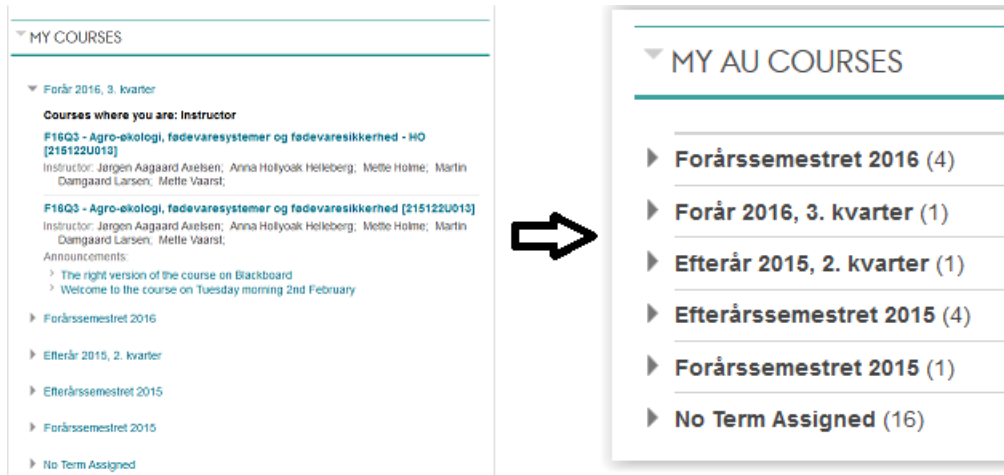 MY COURSES
Forår 2016, 3. kvarter
Courses where you are: Instructor
F16Q3 - Agro-økologi, fødevaresystemer og fødevaresikkerhed - HO
[215122U013]
Instructor: Jørgen Aagaard Axelsen; Anna Hollyoak Helleberg; Mette Holme; Martin
Damgaard Larsen; Mette Vaarst;
F16Q3 - Agro-økologi, fødevaresystemer og fødevaresikkerhed [215122U013]
Instructor: Jørgen Aagaard Axelsen; Anna Hollyoak Helleberg; Mette Holme; Martin
Damgaard Larsen; Mette Vaarst;
Announcements:
The right version of the course on Blackboard
Welcome to the course on Tuesday morning 2nd February
Forårssemestret 2016
Efterår 2015, 2. kvarter
Efterårssemestret 2015
Forårssemestret 2015
No Term Assigned
MY AU COURSES
Forårssemestret 2016 (4)
Forår 2016, 3. kvarter (1)
Efterår 2015, 2. kvarter (1)
Efterårssemestret 2015 (4)
Forårssemestret 2015 (1)
No Term Assigned (16)